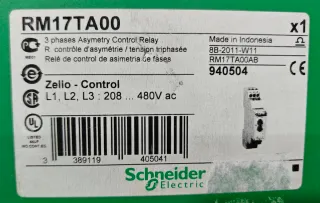 RM17TA00
x1
3 phases Asymetry Control Relay
R. contrôle d'asymétrie / tension triphasée
Relé de control de asimetria de fases
Made in Indonesia
8B-2011-W11
RM17TA00AB
940504
Zelio - Control
L1, L2, L3 : 208 ... 480V ac
LISTED
3 389119 405041
Schneider
Electric